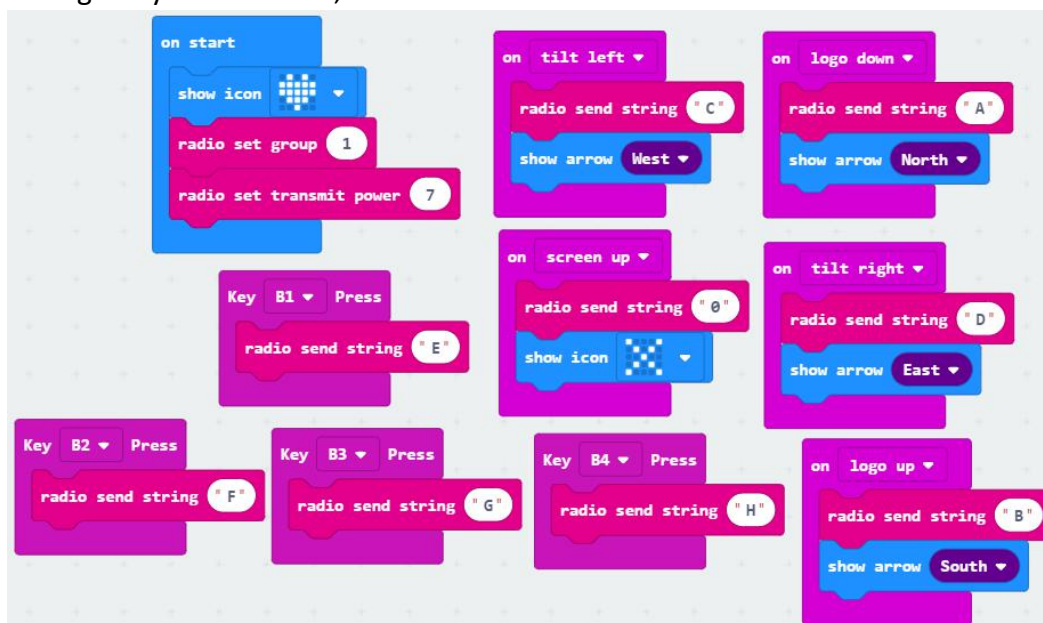 on start
show icon
radio set group 1
radio set transmit power 7
on tilt left
radio send string "C"
show arrow West
on logo down
radio send string "A"
show arrow North
on screen up
radio send string "0"
show icon
on tilt right
radio send string "D"
show arrow East
Key B1 Press
radio send string "E"
Key B2 Press
radio send string "F"
Key B3 Press
radio send string "G"
Key B4 Press
radio send string "H"
on logo up
radio send string "B"
show arrow South